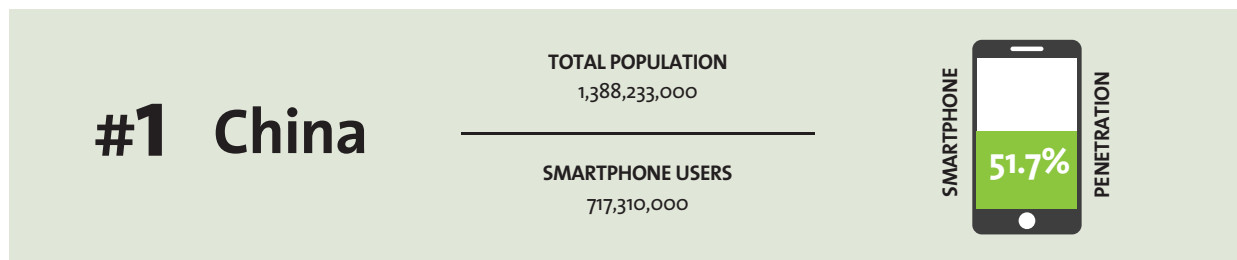 #1 China
TOTAL POPULATION
1,388,233,000
SMARTPHONE USERS
717,310,000
SMARTPHONE
51.7%
PENETRATION